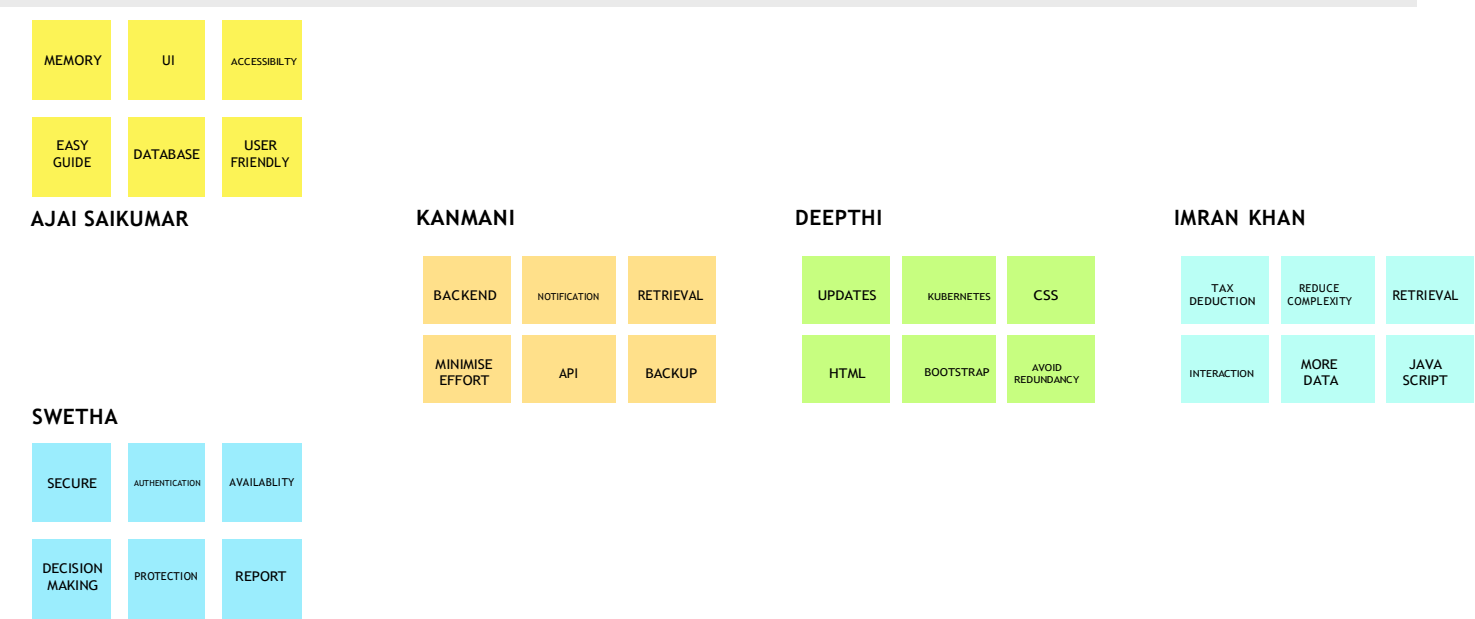 MEMORY
UI
ACCESSIBILTY
EASY
GUIDE
DATABASE
USER
FRIENDLY
AJAI SAIKUMAR
KANMANI
DEEPTHI
IMRAN KHAN
BACKEND
NOTIFICATION
RETRIEVAL
MINIMISE
EFFORT
API
BACKUP
UPDATES
KUBERNETES
CSS
HTML
BOOTSTRAP
AVOID
REDUNDANCY
TAX
DEDUCTION
REDUCE
COMPLEXITY
RETRIEVAL
INTERACTION
MORE
DATA
JAVA
SCRIPT
SWETHA
SECURE
AUTHENTICATION
AVAILABLITY
DECISION
MAKING
PROTECTION
REPORT